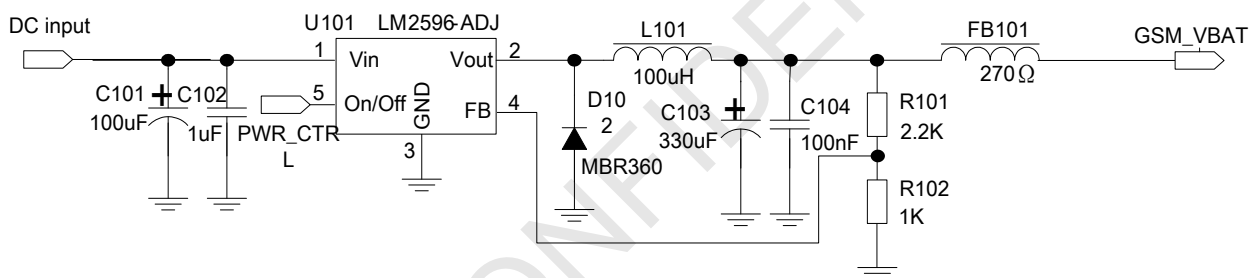 DC input
U101 LM2596-ADJ
1
Vin
Vout
2
L101
100uH
FB101
270Ω
GSM_VBAT
C101
100uF
+
C102
1uF
5
On/Off
PWR_CTR
L
GND
3
FB
4
D10
2
MBR360
C103
330uF
+
C104
100nF
R101
2.2K
R102
1K
ONFIDE